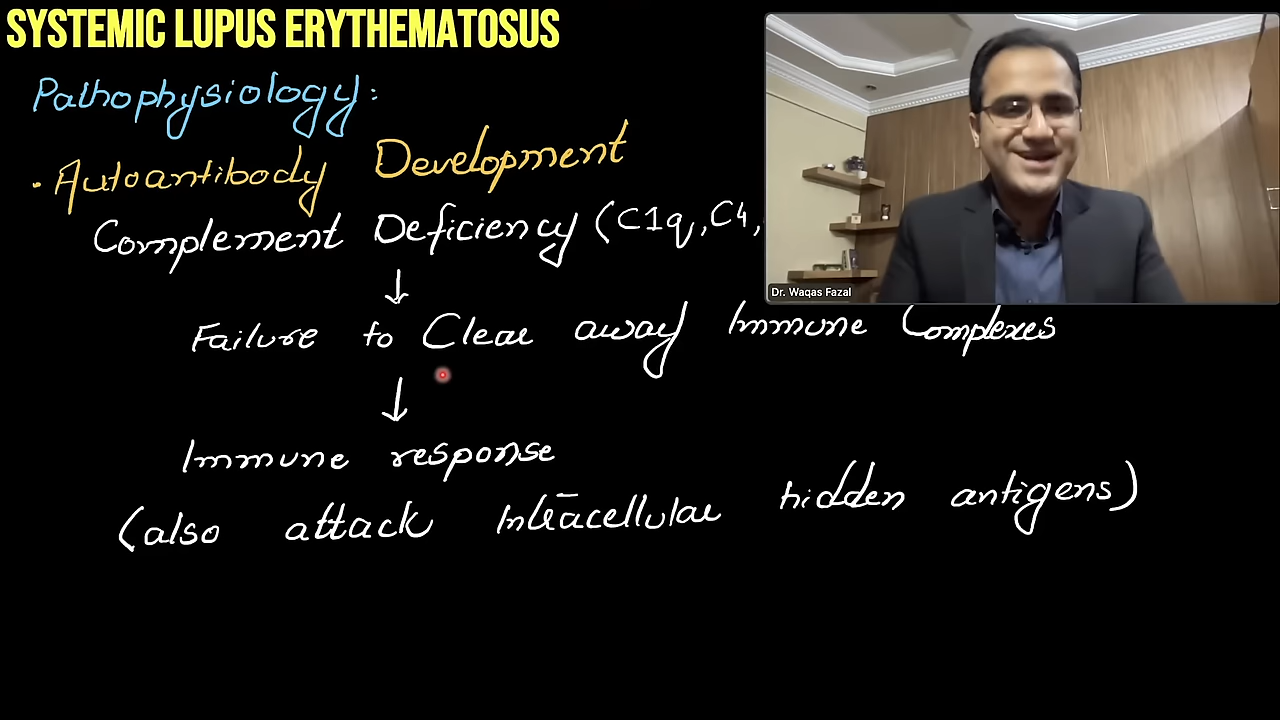 SYSTEMIC LUPUS ERYTHEMATOSUS
Pathophysiology:
• Autoantibody Development
Complement Deficiency (C1q, C4,
Dr. Waqas Fazal
Failure to Clear away Immune Complexes
Immune response
(also attack Intracellular hidden antigens)